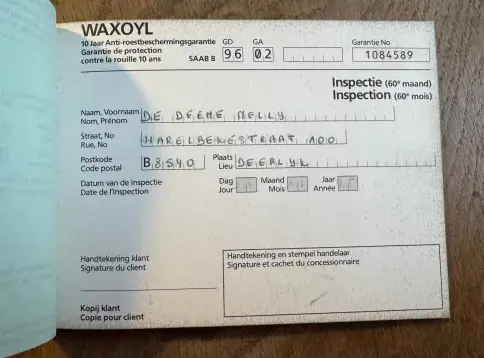 WAXOYL
10 Jaar Anti-roestbeschermingsgarantie GD GA Garantie No
Garantie de protection
contre la rouille 10 ans SAAB B 96 02 1084589
Inspectie (60e maand)
Inspection (60e mois)
Naam, Voornaam
Nom, Prénom DE DEENE NELLY
Straat, No
Rue, No HARELBEKESTRAAT 100
Postkode Plaats
Code postal B 8540 Lieu DEERLYK
Datum van de Inspectie Dag Maand Jaar
Date de l'Inspection Jour Mois Année
Handtekening klant Handtekening en stempel handelaar
Signature du client Signature et cachet du concessionnaire
Kopij klant
Copie pour client